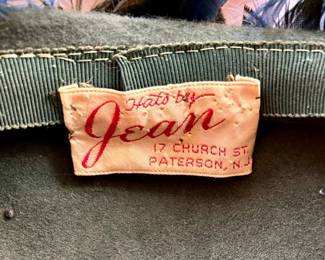 Hats by
Jean
17 CHURCH ST.
PATERSON, N.J.